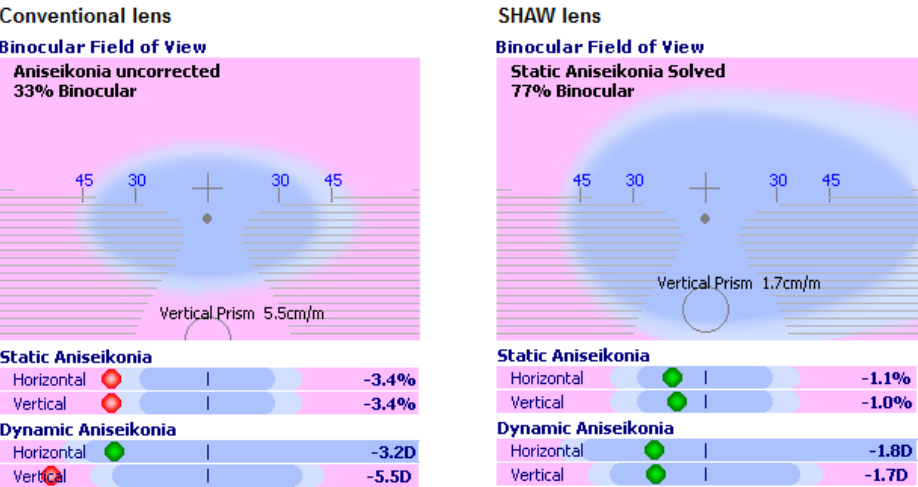 Conventional lens
Binocular Field of View
Aniseikonia uncorrected
33% Binocular
45 30 30 45
Vertical Prism 5.5cm/m
Static Aniseikonia
Horizontal -3.4%
Vertical -3.4%
Dynamic Aniseikonia
Horizontal -3.2D
Vertical -5.5D
SHAW lens
Binocular Field of View
Static Aniseikonia Solved
77% Binocular
45 30 30 45
Vertical Prism 1.7cm/m
Static Aniseikonia
Horizontal -1.1%
Vertical -1.0%
Dynamic Aniseikonia
Horizontal -1.8D
Vertical -1.7D